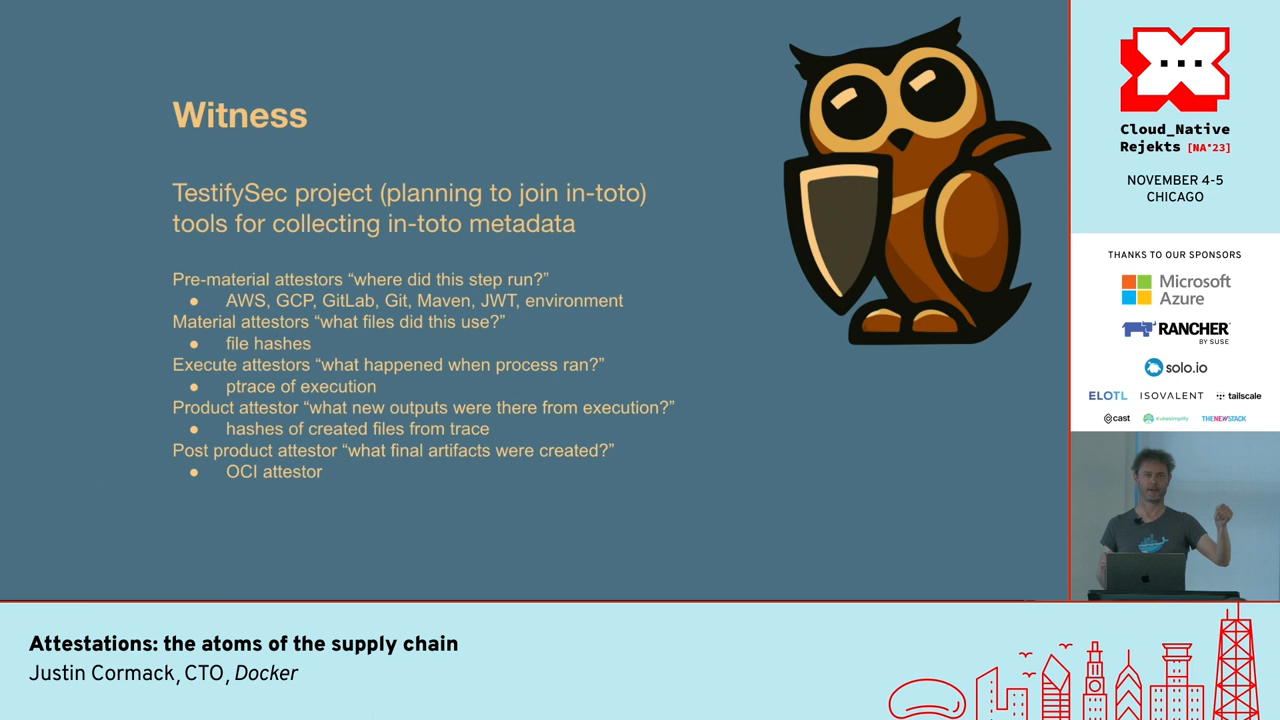 Witness
TestifySec project (planning to join in-toto)
tools for collecting in-toto metadata
Pre-material attestors “where did this step run?”
● AWS, GCP, GitLab, Git, Maven, JWT, environment
Material attestors “what files did this use?”
● file hashes
Execute attestors “what happened when process ran?”
● ptrace of execution
Product attestor “what new outputs were there from execution?”
● hashes of created files from trace
Post product attestor “what final artifacts were created?”
● OCI attestor
Cloud_Native
Rejekts [NA'23]
NOVEMBER 4-5
CHICAGO
THANKS TO OUR SPONSORS
Microsoft
Azure
RANCHER
BY SUSE
solo.io
ELOTL ISOVALENT tailscale
cast kubesimplify THENEWSTACK
Attestations: the atoms of the supply chain
Justin Cormack, CTO, Docker